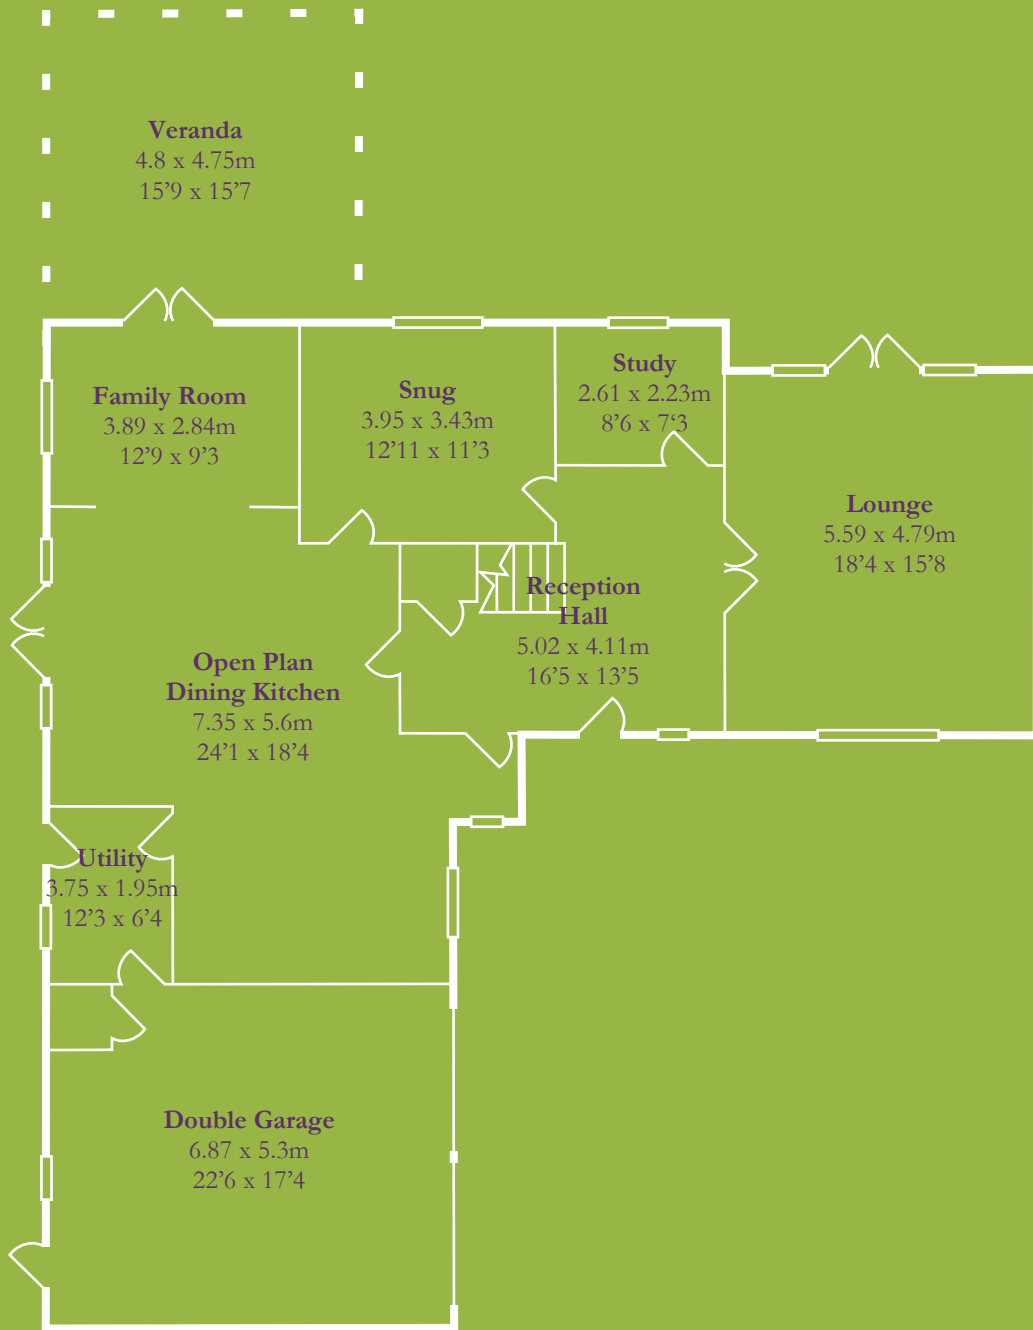 Veranda
4.8 x 4.75m
15’9 x 15’7
Family Room
3.89 x 2.84m
12’9 x 9’3
Snug
3.95 x 3.43m
12’11 x 11’3
Study
2.61 x 2.23m
8’6 x 7‘3
Lounge
5.59 x 4.79m
18’4 x 15’8
Reception
Hall
5.02 x 4.11m
16’5 x 13’5
Open Plan
Dining Kitchen
7.35 x 5.6m
24’1 x 18’4
Utility
3.75 x 1.95m
12’3 x 6’4
Double Garage
6.87 x 5.3m
22’6 x 17’4